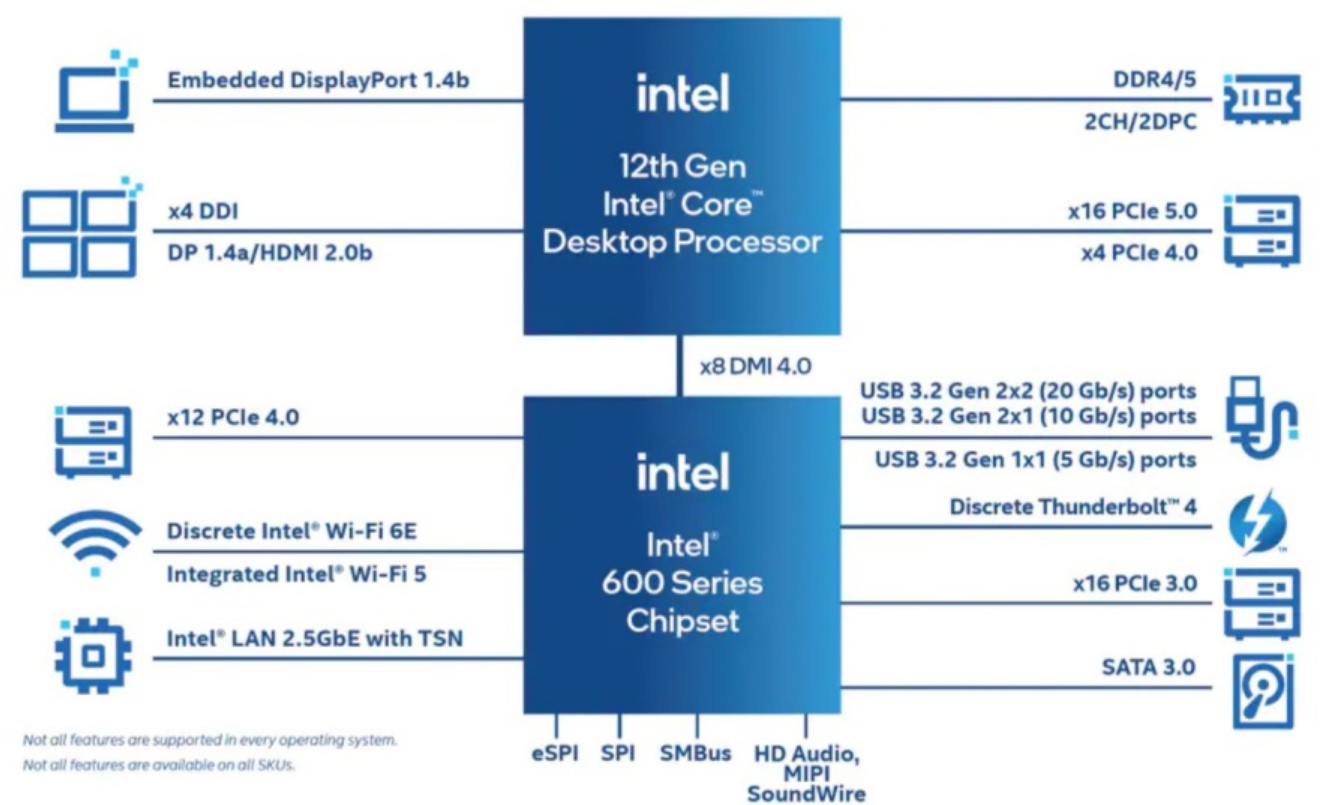 Embedded DisplayPort 1.4b
x4 DDI
DP 1.4a/HDMI 2.0b
intel
12th Gen
Intel® Core™
Desktop Processor
DDR4/5
2CH/2DPC
x16 PCIe 5.0
x4 PCIe 4.0
x8 DMI 4.0
x12 PCIe 4.0
Discrete Intel® Wi-Fi 6E
Integrated Intel® Wi-Fi 5
Intel® LAN 2.5GbE with TSN
intel
Intel®
600 Series
Chipset
USB 3.2 Gen 2x2 (20 Gb/s) ports
USB 3.2 Gen 2x1 (10 Gb/s) ports
USB 3.2 Gen 1x1 (5 Gb/s) ports
Discrete Thunderbolt™ 4
x16 PCIe 3.0
SATA 3.0
eSPI
SPI
SMBus
HD Audio,
MIPI
SoundWire
Not all features are supported in every operating system.
Not all features are available on all SKUs.